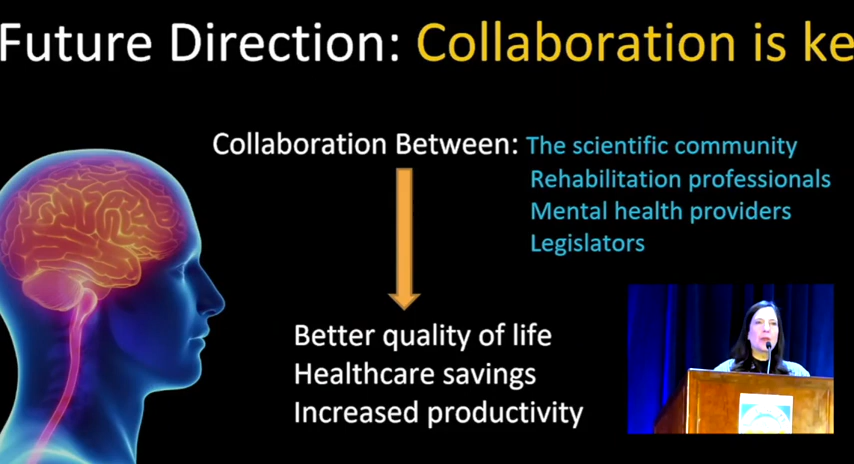 Future Direction: Collaboration is ke
Collaboration Between: The scientific community
Rehabilitation professionals
Mental health providers
Legislators
Better quality of life
Healthcare savings
Increased productivity